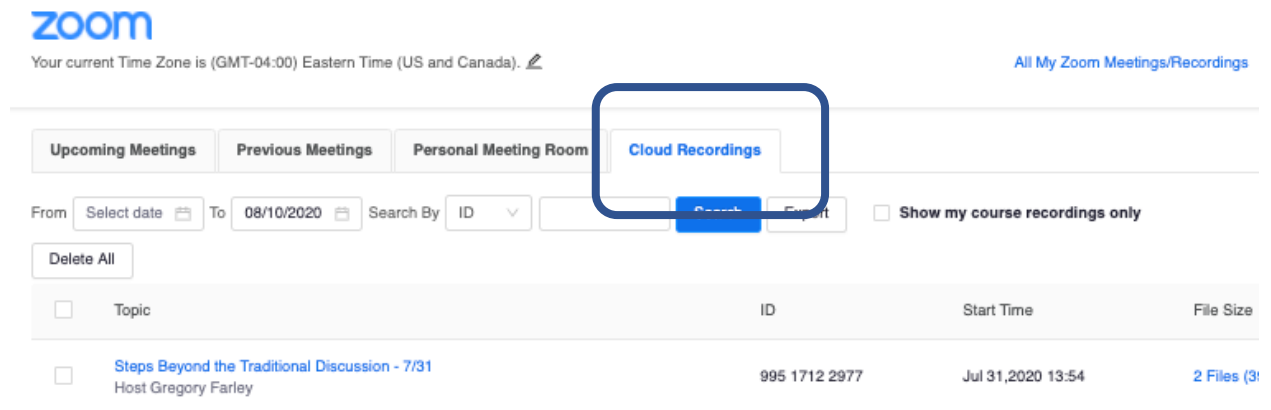 zoom
Your current Time Zone is (GMT-04:00) Eastern Time (US and Canada).
All My Zoom Meetings/Recordings
Upcoming Meetings Previous Meetings Personal Meeting Room Cloud Recordings
From Select date To 08/10/2020 Search By ID Search Export Show my course recordings only
Delete All
Topic ID Start Time File Size
Steps Beyond the Traditional Discussion - 7/31 995 1712 2977 Jul 31,2020 13:54 2 Files
Host Gregory Farley